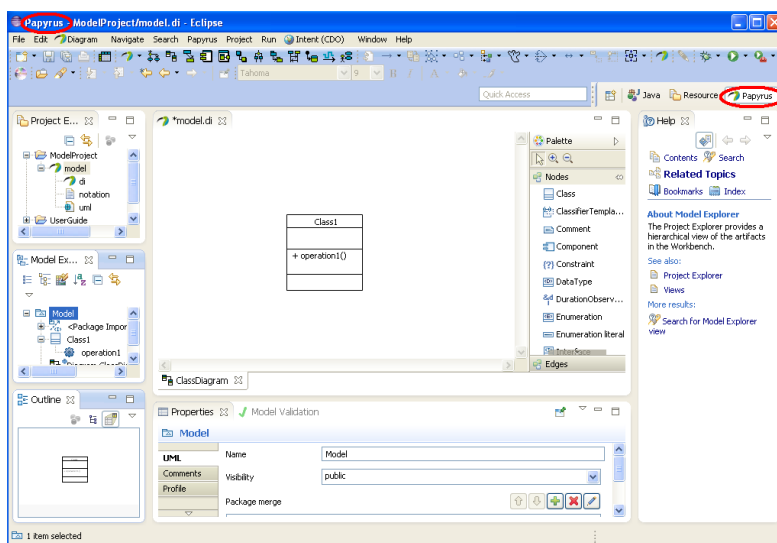 Papyrus - ModelProject/model.di - Eclipse
File Edit Diagram Navigate Search Papyrus Project Run Intent (CDO) Window Help
Tahoma 9
Quick Access
Java Resource Papyrus
Project E...
ModelProject
model
di
notation
uml
UserGuide
Model Ex...
Model
<Package Impor
Class1
operation1
Diagram ClassDi
Outline
*model.di
Class1
+ operation1()
Palette
Nodes
Class
ClassifierTempla...
Comment
Component
Constraint
DataType
DurationObserv...
Enumeration
Enumeration literal
Interface
Edges
ClassDiagram
Properties Model Validation
Model
UML
Comments
Profile
Name Model
Visibility public
Package merge
Help
Contents Search
Related Topics
Bookmarks Index
About Model Explorer
The Project Explorer provides a
hierarchical view of the artifacts
in the Workbench.
See also:
Project Explorer
Views
More results:
Search for Model Explorer
view
1 item selected